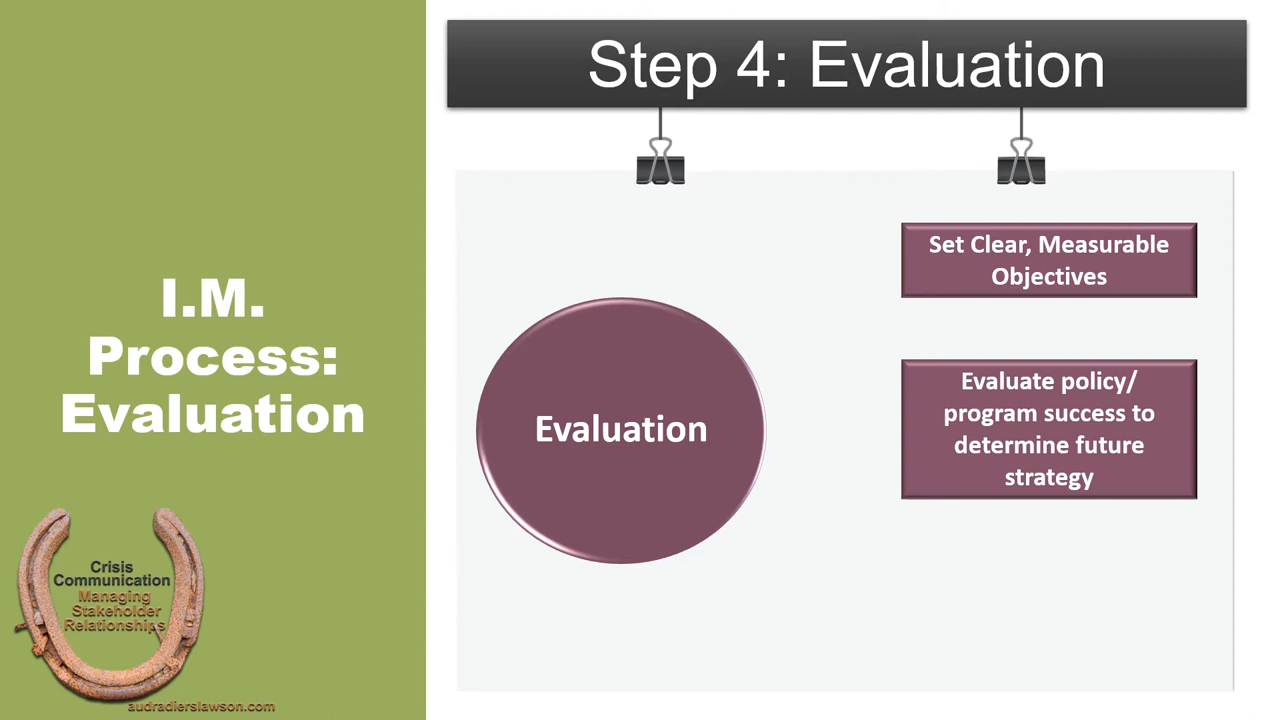 Step 4: Evaluation
I.M.
Process:
Evaluation
Evaluation
Set Clear, Measurable
Objectives
Evaluate policy/
program success to
determine future
strategy
Crisis
Communication
Managing
Stakeholder
Relationships
audradierslawson.com